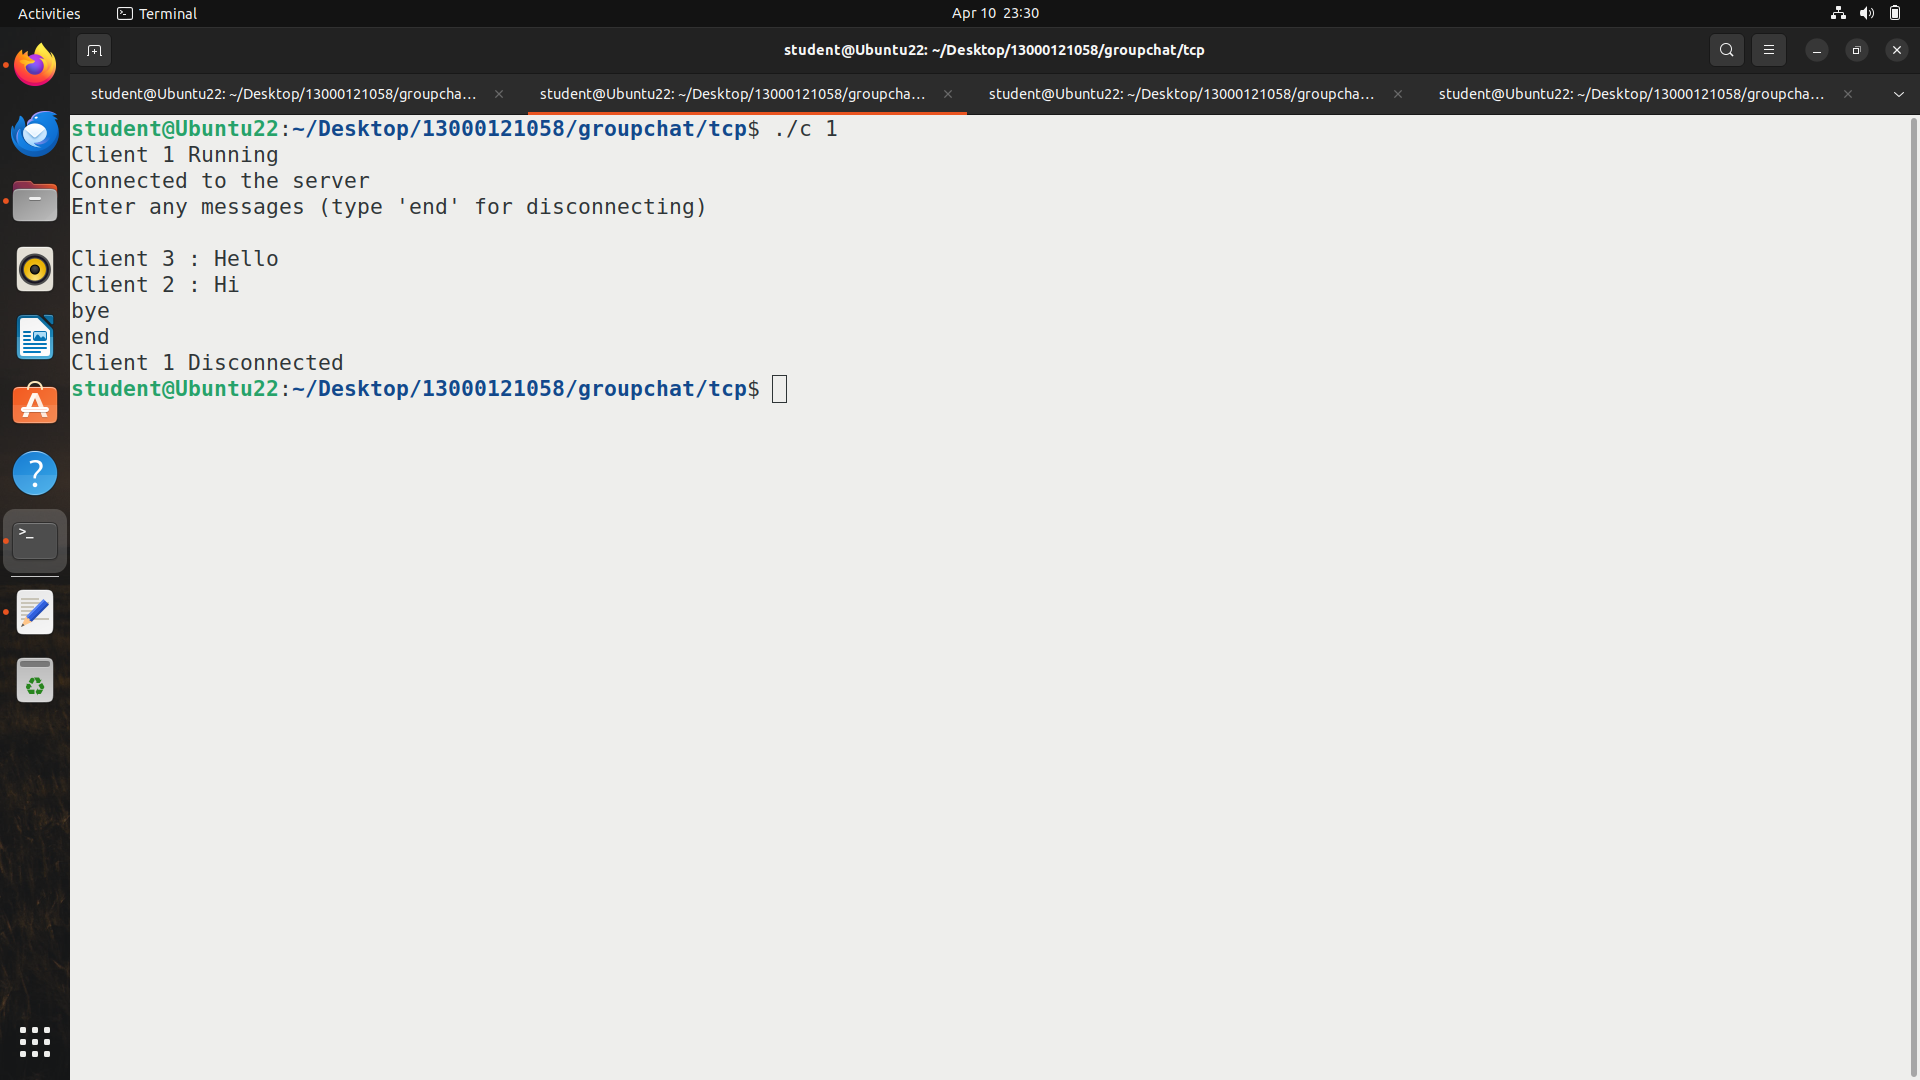 Activities
Terminal
Apr 10 23:30
student@Ubuntu22: ~/Desktop/13000121058/groupchat/tcp
student@Ubuntu22: ~/Desktop/13000121058/groupcha...
student@Ubuntu22: ~/Desktop/13000121058/groupcha...
student@Ubuntu22: ~/Desktop/13000121058/groupcha...
student@Ubuntu22: ~/Desktop/13000121058/groupcha...
student@Ubuntu22:~/Desktop/13000121058/groupchat/tcp$ ./c 1
Client 1 Running
Connected to the server
Enter any messages (type 'end' for disconnecting)
Client 3 : Hello
Client 2 : Hi
bye
end
Client 1 Disconnected
student@Ubuntu22:~/Desktop/13000121058/groupchat/tcp$